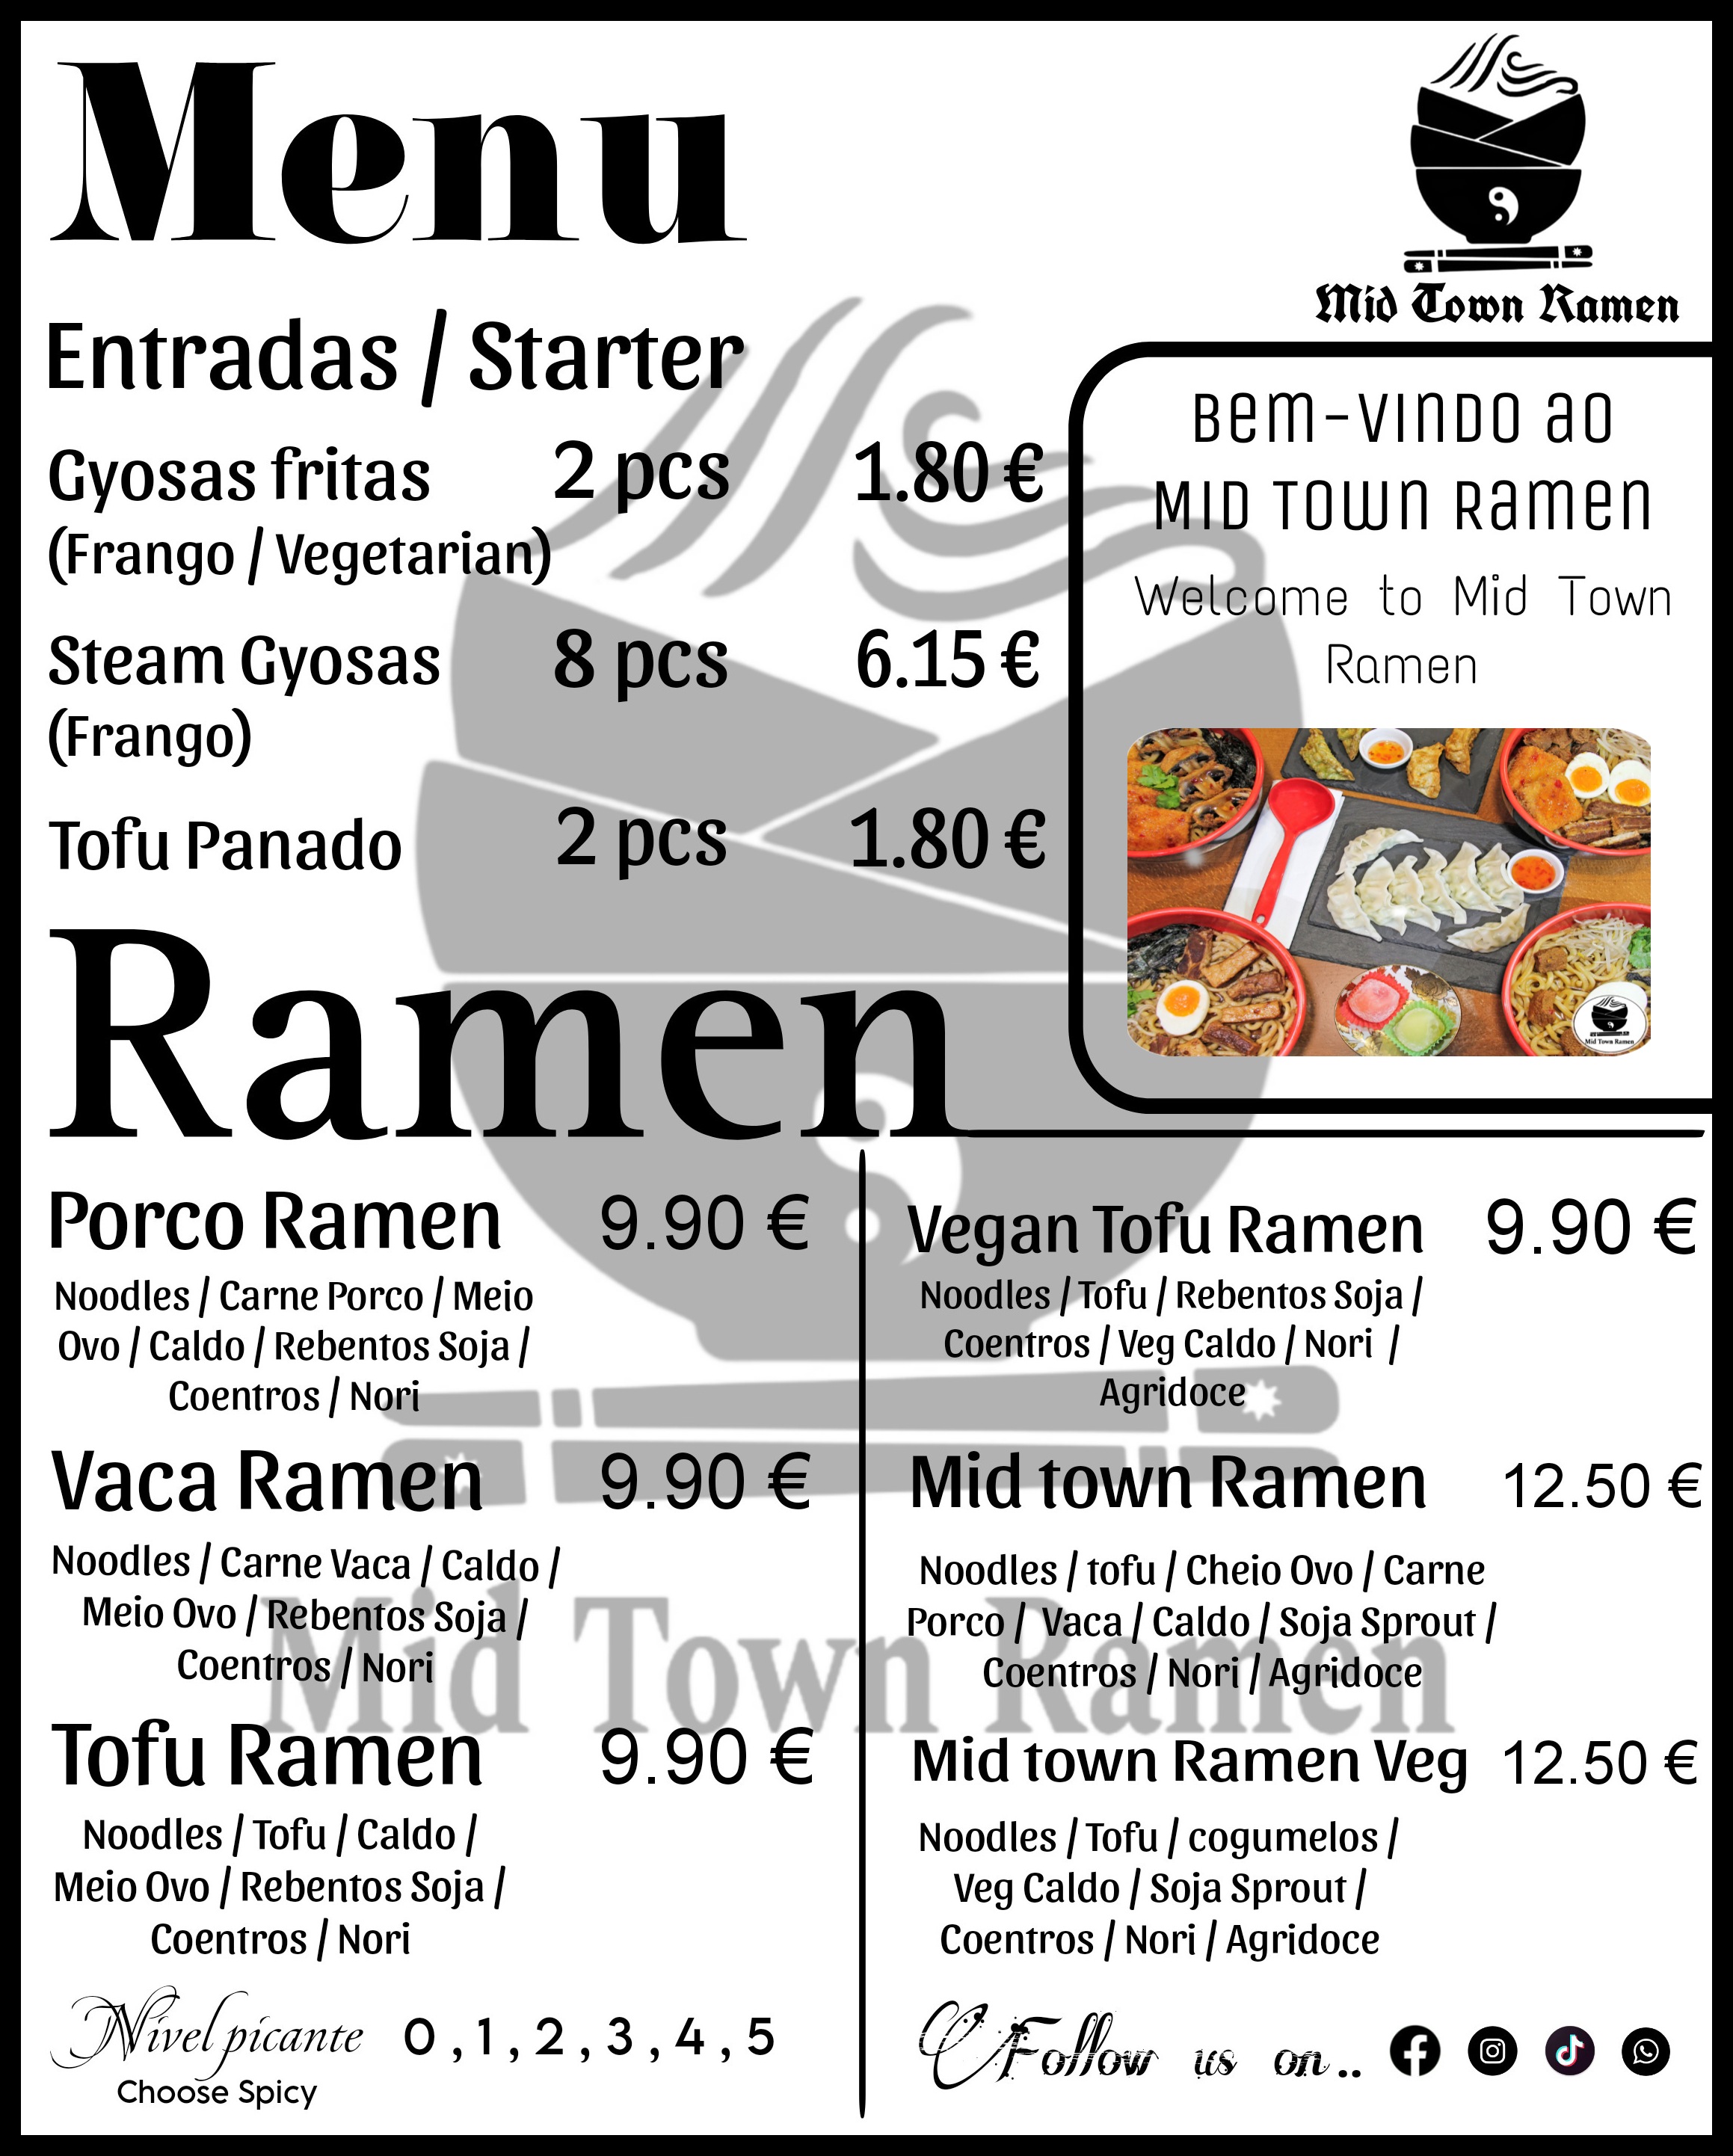 Menu
Mid Town Ramen
Entradas / Starter
Gyosas fritas 2 pcs 1.80 €
(Frango / Vegetarian)
Steam Gyosas 8 pcs 6.15 €
(Frango)
Tofu Panado 2 pcs 1.80 €
Bem-vindo ao
Mid Town Ramen
Welcome to Mid Town
Ramen
Mid Town Ramen
Ramen
Porco Ramen 9.90 €
Noodles / Carne Porco / Meio
Ovo / Caldo / Rebentos Soja /
Coentros / Nori
Vaca Ramen 9.90 €
Noodles / Carne Vaca / Caldo /
Meio Ovo / Rebentos Soja /
Coentros / Nori
Tofu Ramen 9.90 €
Noodles / Tofu / Caldo /
Meio Ovo / Rebentos Soja /
Coentros / Nori
Nível picante 0 , 1 , 2 , 3 , 4 , 5
Choose Spicy
Vegan Tofu Ramen 9.90 €
Noodles / Tofu / Rebentos Soja /
Coentros / Veg Caldo / Nori /
Agridoce
Mid town Ramen 12.50 €
Noodles / tofu / Cheio Ovo / Carne
Porco / Vaca / Caldo / Soja Sprout /
Coentros / Nori / Agridoce
Mid town Ramen Veg 12.50 €
Noodles / Tofu / cogumelos /
Veg Caldo / Soja Sprout /
Coentros / Nori / Agridoce
Follow us on..
Mid Town Ramen